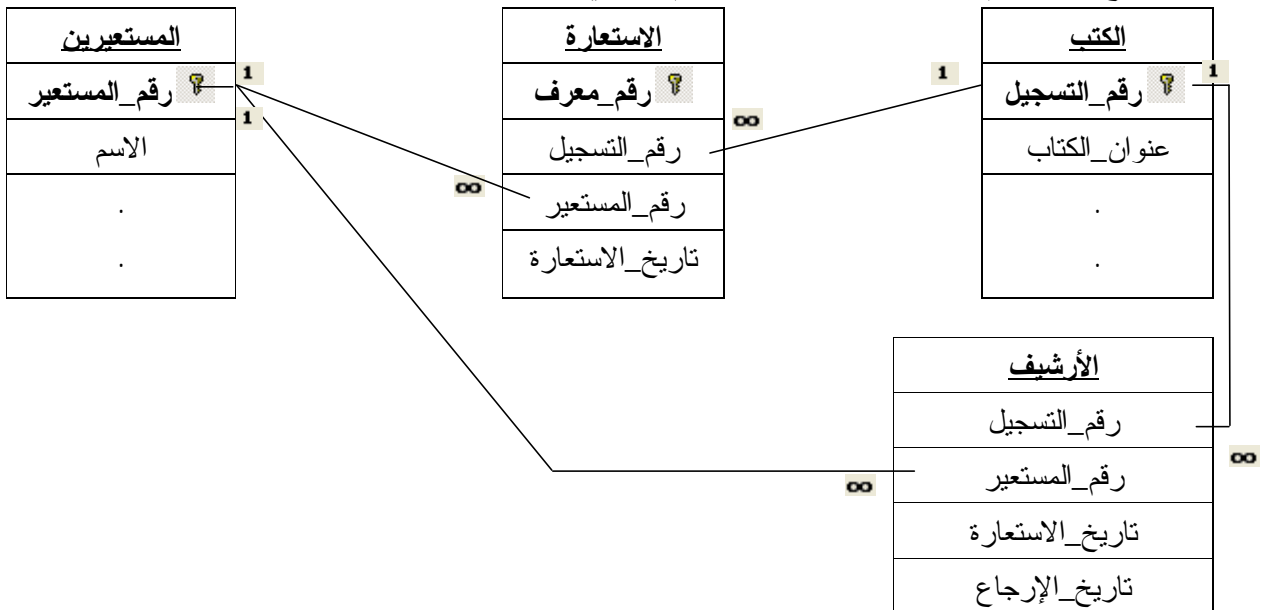 الكتب
رقم_التسجيل
عنوان_الكتاب
.
.
1
1
الاستعارة
رقم_معرف
رقم_التسجيل
رقم_المستعير
تاريخ_الاستعارة
∞
∞
المستعيرين
رقم_المستعير
الاسم
.
.
1
1
الأرشيف
رقم_التسجيل
رقم_المستعير
تاريخ_الاستعارة
تاريخ_الإرجاع
∞
∞